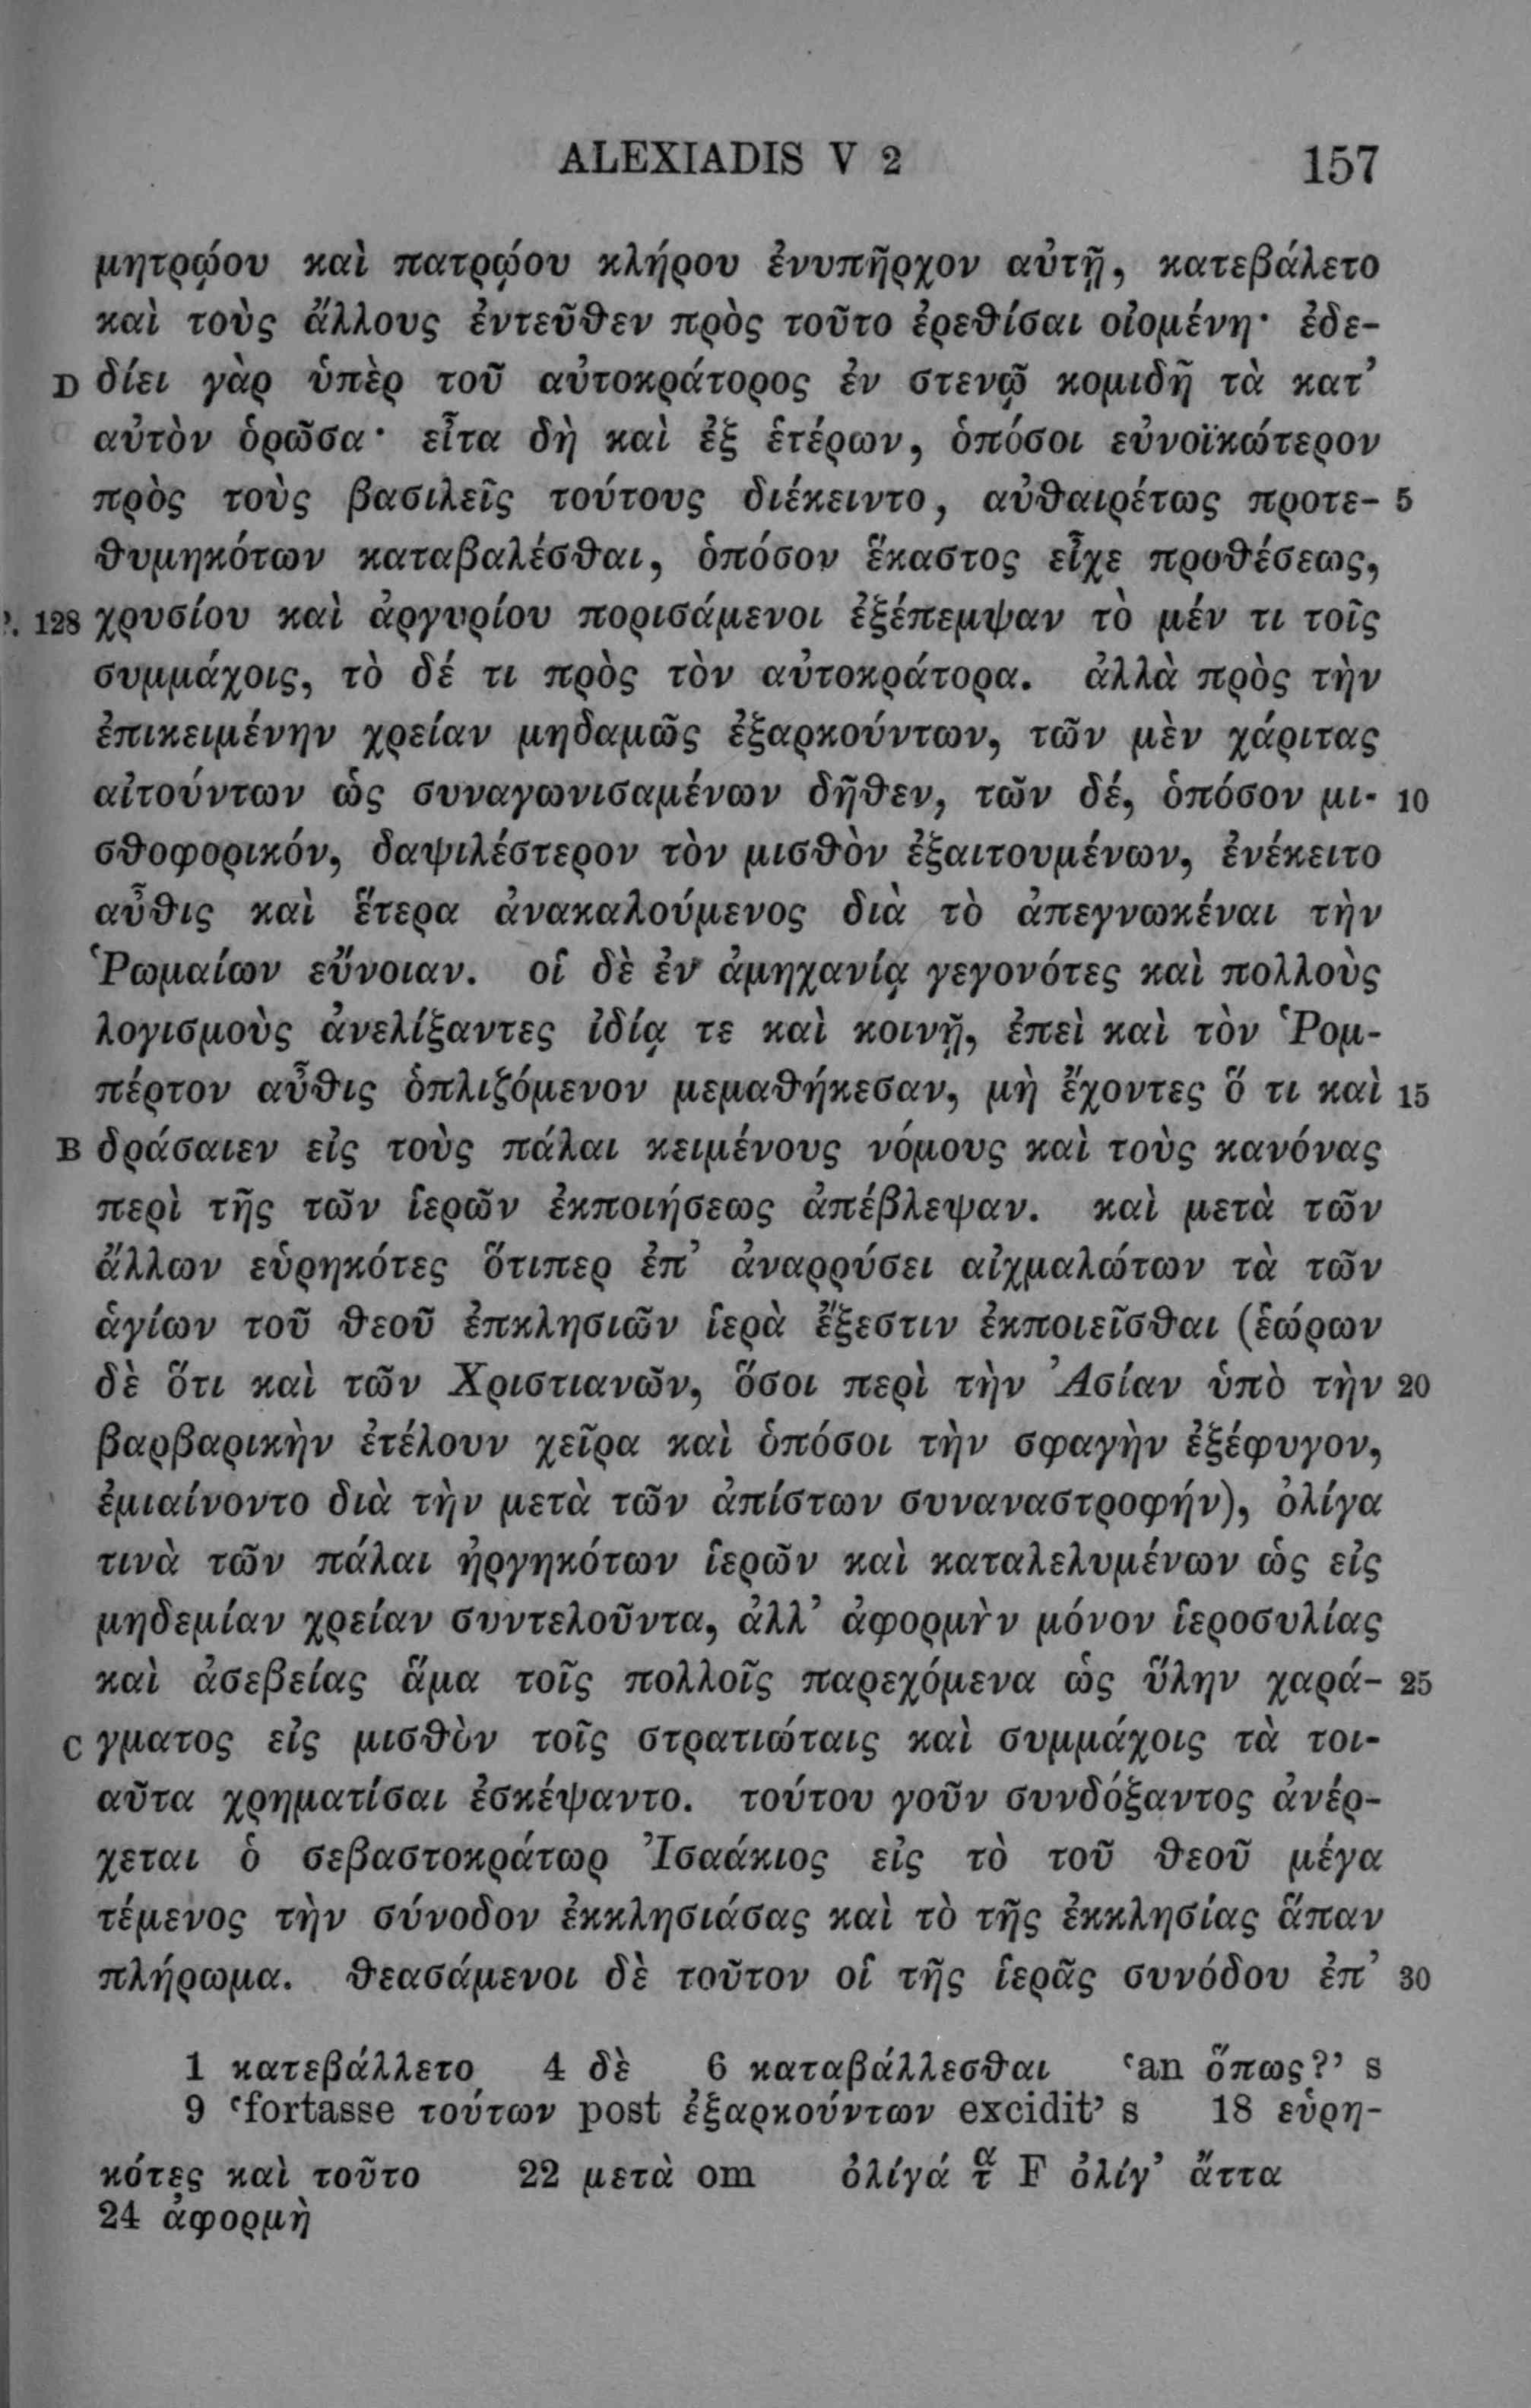 ALEXIADIS V 2 157
μητρῴου καὶ πατρῴου κλήρου ἐνυπῆρχον αὐτῇ, κατεβάλετο
καὶ τοὺς ἄλλους ἐντεῦθεν πρὸς τοῦτο ἐρεθίσαι οἰομένη· ἐδε-
D δίει γὰρ ὑπὲρ τοῦ αὐτοκράτορος ἐν στενῷ κομιδῇ τὰ κατ’
αὐτὸν ὁρῶσα· εἶτα δὴ καὶ ἐξ ἑτέρων, ὁπόσοι εὐνοϊκώτερον
πρὸς τοὺς βασιλεῖς τούτους διέκειντο, αὐθαιρέτως προτε- 5
θυμηκότων καταβαλέσθαι, ὁπόσον ἕκαστος εἶχε προθέσεως,
P. 128 χρυσίου καὶ ἀργυρίου πορισάμενοι ἐξέπεμψαν τὸ μέν τι τοῖς
συμμάχοις, τὸ δέ τι πρὸς τὸν αὐτοκράτορα. ἀλλὰ πρὸς τὴν
ἐπικειμένην χρείαν μηδαμῶς ἐξαρκούντων, τῶν μὲν χάριτας
αἰτούντων ὡς συναγωνισαμένων δῆθεν, τῶν δέ, ὁπόσον μι- 10
σθοφορικόν, δαψιλέστερον τὸν μισθὸν ἐξαιτουμένων, ἐνέκειτο
αὖθις καὶ ἕτερα ἀνακαλούμενος διὰ τὸ ἀπεγνωκέναι τὴν
Ῥωμαίων εὔνοιαν. οἱ δὲ ἐν ἀμηχανίᾳ γεγονότες καὶ πολλοὺς
λογισμοὺς ἀνελίξαντες ἰδίᾳ τε καὶ κοινῇ, ἐπεὶ καὶ τὸν Ῥομ-
πέρτον αὖθις ὁπλιζόμενον μεμαθήκεσαν, μὴ ἔχοντες ὅ τι καὶ 15
B δράσαιεν εἰς τοὺς πάλαι κειμένους νόμους καὶ τοὺς κανόνας
περὶ τῆς τῶν ἱερῶν ἐκποιήσεως ἀπέβλεψαν. καὶ μετὰ τῶν
ἄλλων εὑρηκότες ὅτιπερ ἐπ’ ἀναρρύσει αἰχμαλώτων τὰ τῶν
ἁγίων τοῦ θεοῦ ἐπκλησιῶν ἱερὰ ἔξεστιν ἐκποιεῖσθαι (ἑώρων
δὲ ὅτι καὶ τῶν Χριστιανῶν, ὅσοι περὶ τὴν Ἀσίαν ὑπὸ τὴν 20
βαρβαρικὴν ἐτέλουν χεῖρα καὶ ὁπόσοι τὴν σφαγὴν ἐξέφυγον,
ἐμιαίνοντο διὰ τὴν μετὰ τῶν ἀπίστων συναναστροφήν), ὀλίγα
τινὰ τῶν πάλαι ἠργηκότων ἱερῶν καὶ καταλελυμένων ὡς εἰς
μηδεμίαν χρείαν συντελοῦντα, ἀλλ’ ἀφορμὴν μόνον ἱεροσυλίας
καὶ ἀσεβείας ἅμα τοῖς πολλοῖς παρεχόμενα ὡς ὕλην χαρά- 25
C γματος εἰς μισθὸν τοῖς στρατιώταις καὶ συμμάχοις τὰ τοι-
αῦτα χρηματίσαι ἐσκέψαντο. τούτου γοῦν συνδόξαντος ἀνέρ-
χεται ὁ σεβαστοκράτωρ Ἰσαάκιος εἰς τὸ τοῦ θεοῦ μέγα
τέμενος τὴν σύνοδον ἐκκλησιάσας καὶ τὸ τῆς ἐκκλησίας ἅπαν
πλήρωμα. θεασάμενοι δὲ τοῦτον οἱ τῆς ἱερᾶς συνόδου ἐπ’ 30
1 κατεβάλλετο 4 δὲ 6 καταβάλλεσθαι ‘an ὅπως?’ s
9 ‘fortasse τούτων post ἐξαρκούντων excidit’ s 18 εὑρη-
κότες καὶ τοῦτο 22 μετὰ om ὀλίγά τ̊ᾱ F ὀλίγ’ ἄττα
24 ἀφορμὴ